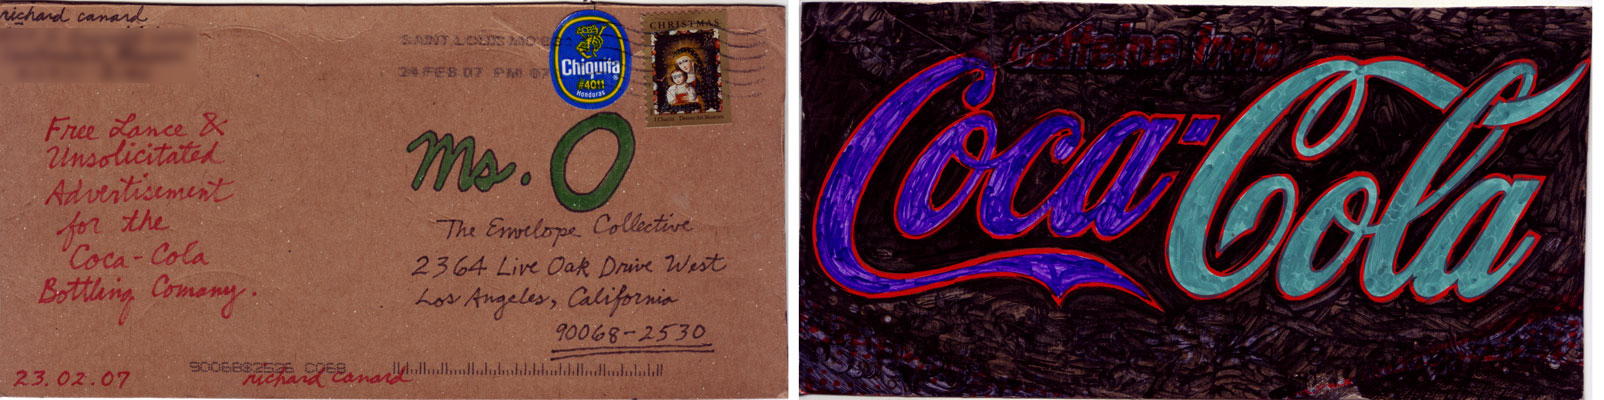 richard canard
SAINT LOUIS MO
24 FEB 07 PM
Chiquita
#4011
Honduras
CHRISTMAS
Free Lance &
Unsolicitated
Advertisement
for the
Coca-Cola
Bottling Comany.
Ms. O
The Envelope Collective
2364 Live Oak Drive West
Los Angeles, California
90068-2530
23.02.07
richard canard
caffeine free
Coca-Cola